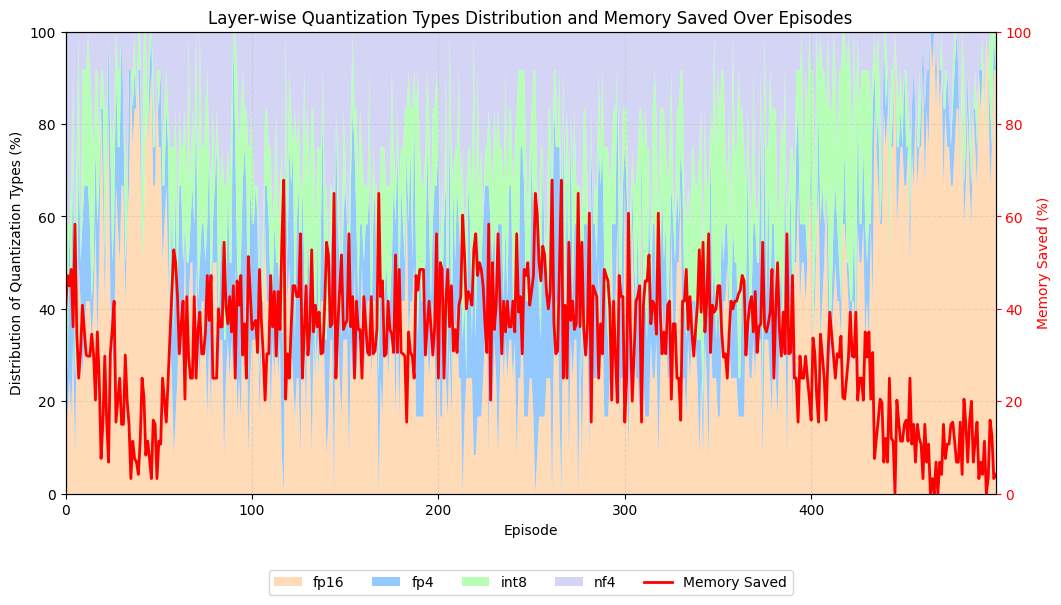 Layer-wise Quantization Types Distribution and Memory Saved Over Episodes
Distribution of Quantization Types (%)
100
80
60
40
20
0
100
80
60
40
20
0
Memory Saved (%)
0 100 200 300 400
Episode
fp16 fp4 int8 nf4 Memory Saved